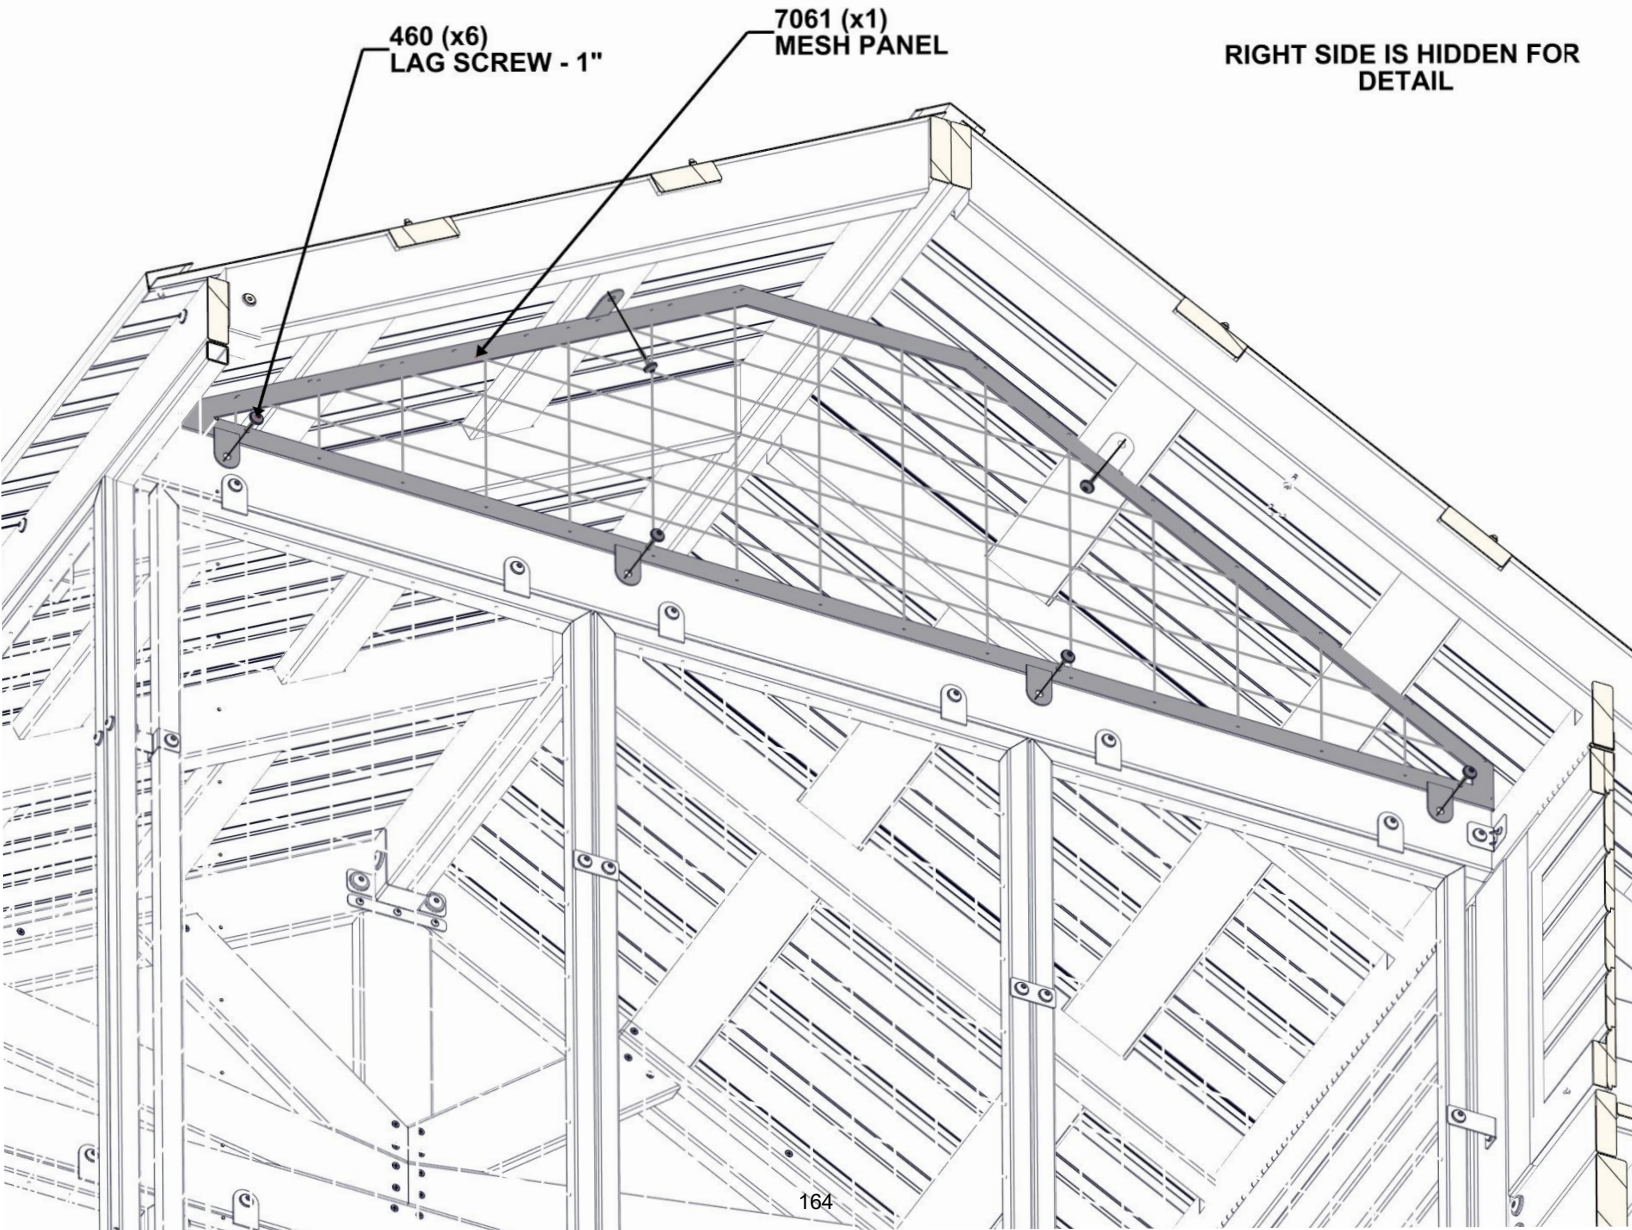 460 (x6)
LAG SCREW - 1"
7061 (x1)
MESH PANEL
RIGHT SIDE IS HIDDEN FOR
DETAIL
164